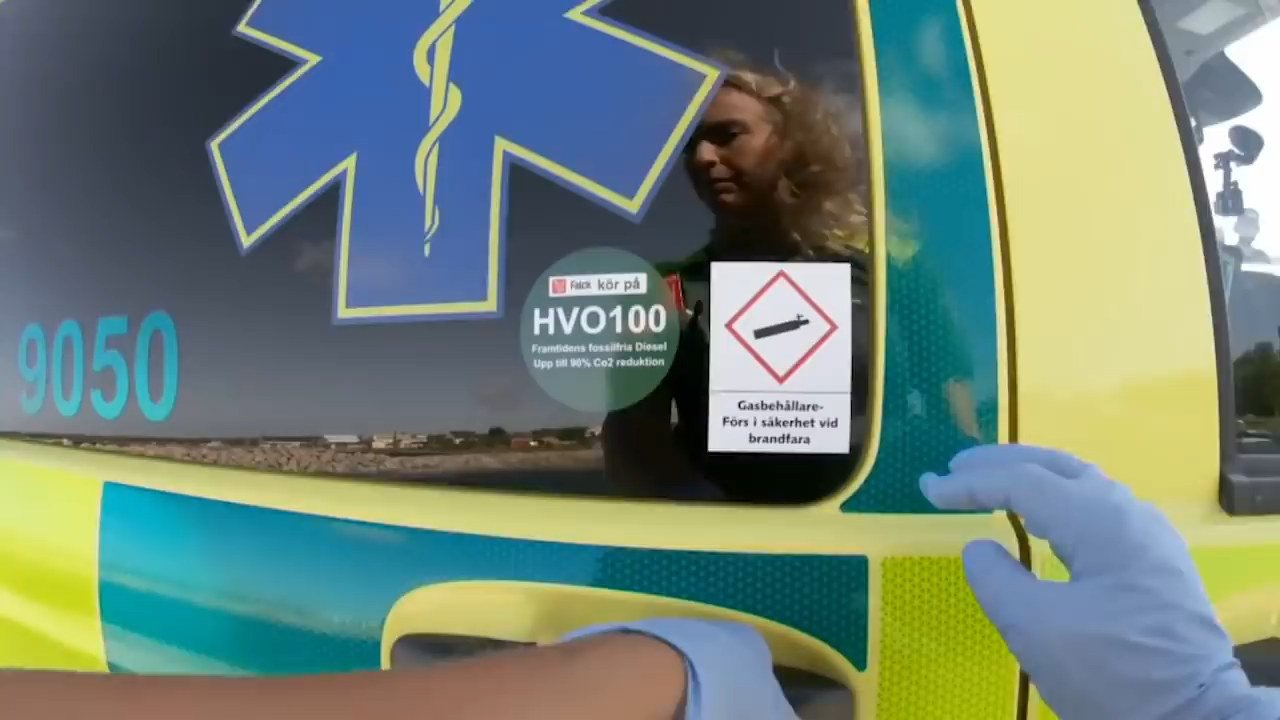 9050
Falck kör på
HVO100
Framtidens fossilfria Diesel
Upp till 90% Co2 reduktion
Gasbehållare-
Förs i säkerhet vid
brandfara